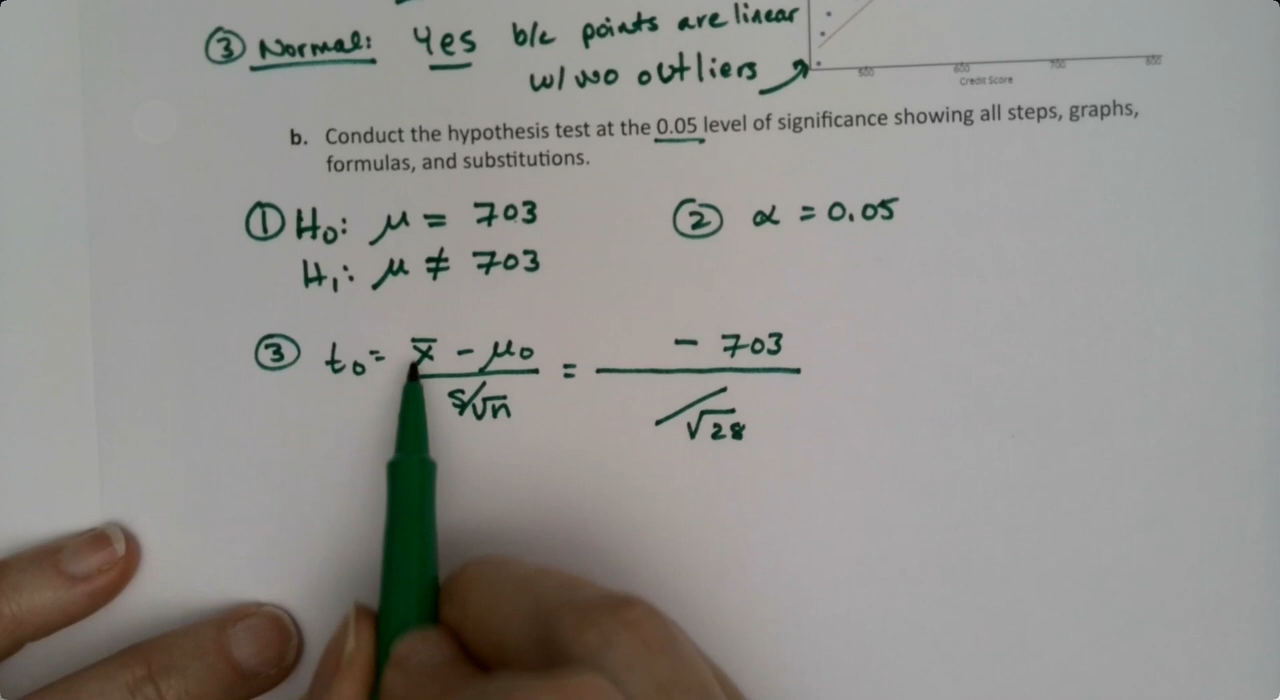 ③ Normal: Yes b/c points are linear
w/ no outliers
500 600 700 800
Credit Score
b. Conduct the hypothesis test at the 0.05 level of significance showing all steps, graphs,
formulas, and substitutions.
① H₀: μ = 703
② α = 0.05
H₁: μ ≠ 703
③ t₀ = x̄ - μ₀ = - 703
s/√n /√28